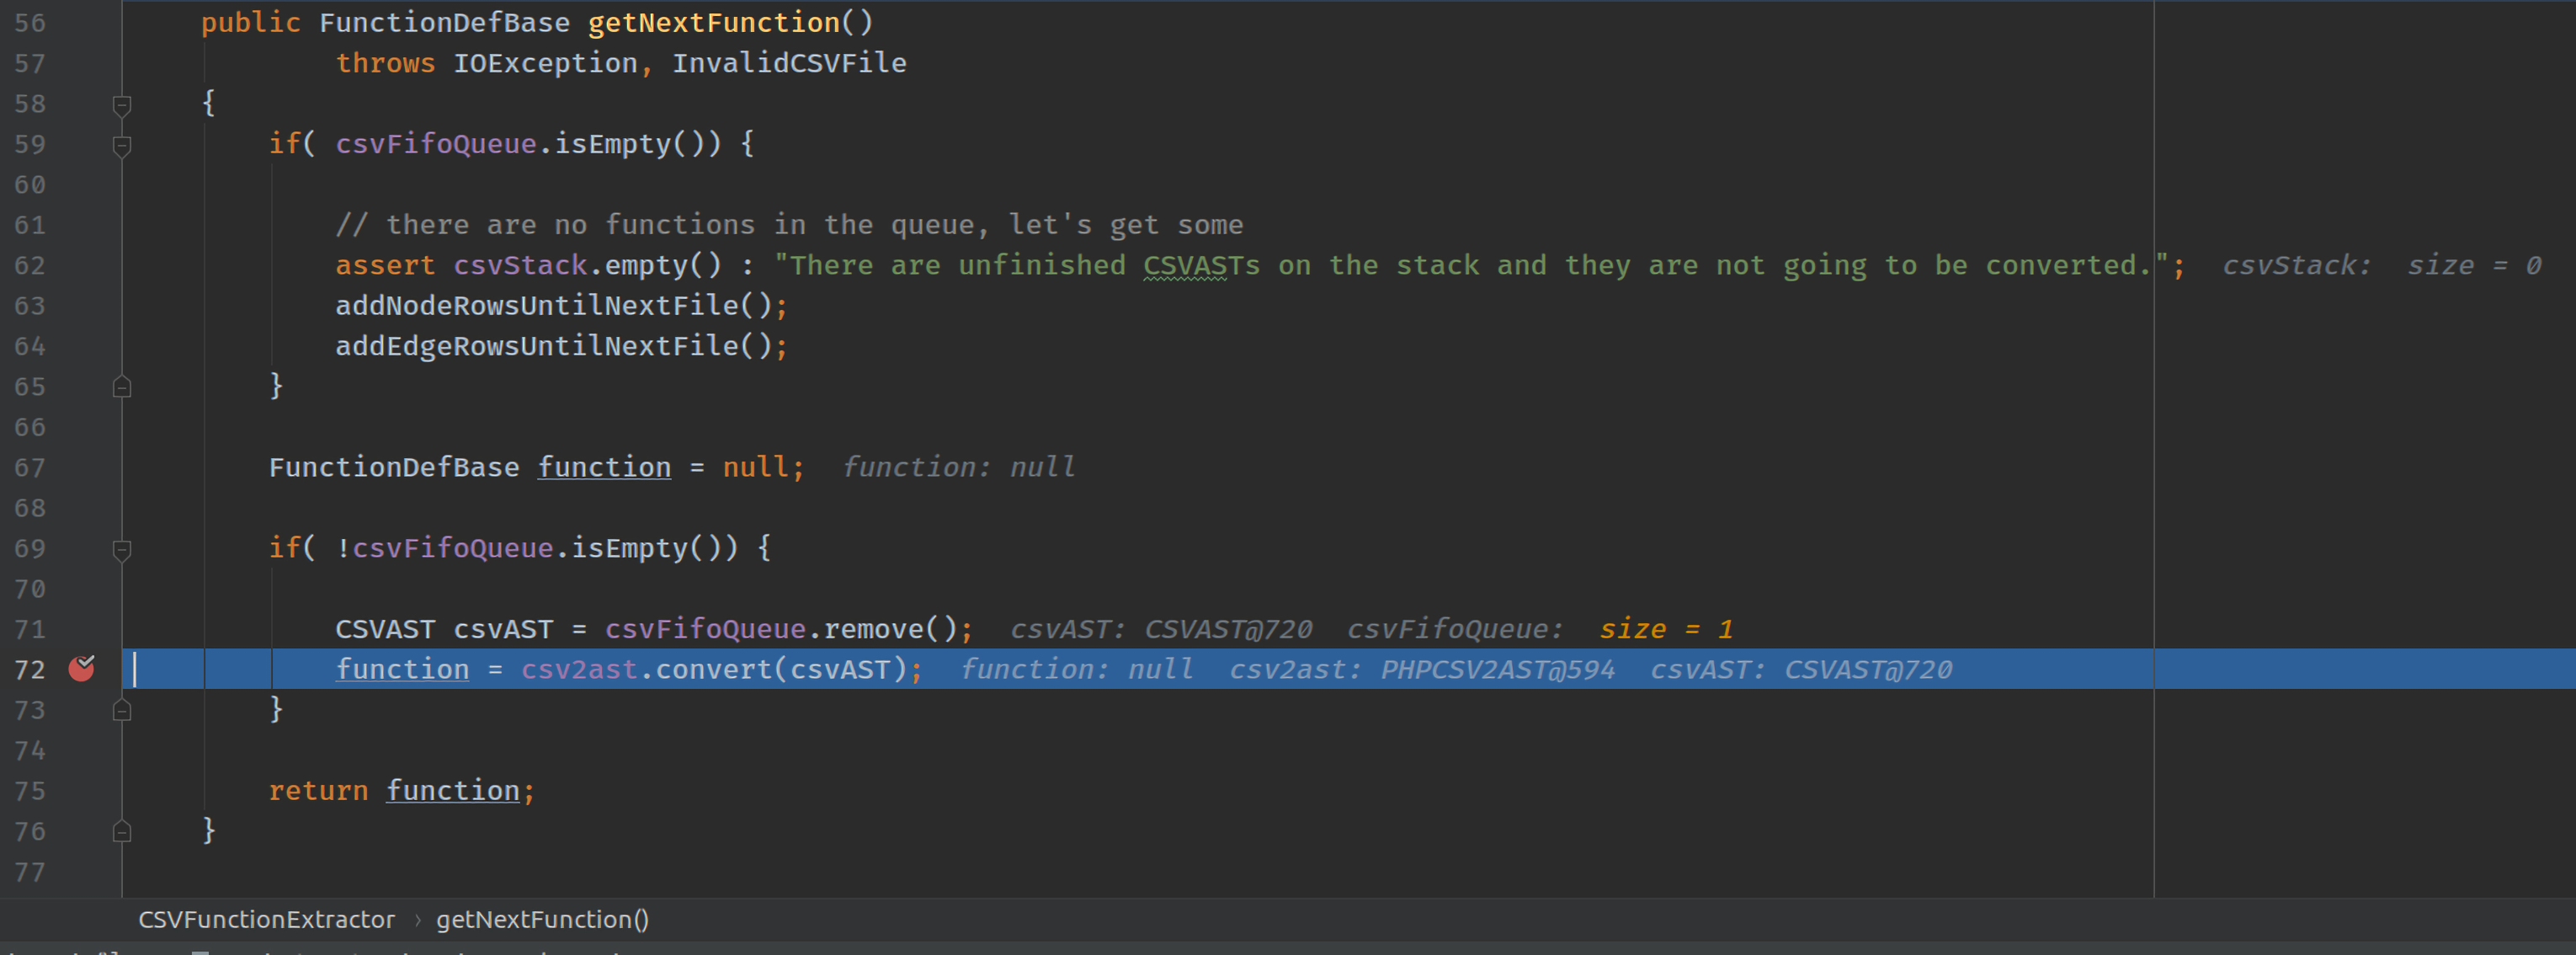 56 public FunctionDefBase getNextFunction()
57 throws IOException, InvalidCSVFile
58 {
59 if( csvFifoQueue.isEmpty()) {
60
61 // there are no functions in the queue, let's get some
62 assert csvStack.empty() : "There are unfinished CSVASTs on the stack and they are not going to be converted."; csvStack: size = 0
63 addNodeRowsUntilNextFile();
64 addEdgeRowsUntilNextFile();
65 }
66
67 FunctionDefBase function = null; function: null
68
69 if( !csvFifoQueue.isEmpty()) {
70
71 CSVAST csvAST = csvFifoQueue.remove(); csvAST: CSVAST@720 csvFifoQueue: size = 1
72 function = csv2ast.convert(csvAST); function: null csv2ast: PHPCSV2AST@594 csvAST: CSVAST@720
73 }
74
75 return function;
76 }
77
CSVFunctionExtractor › getNextFunction()